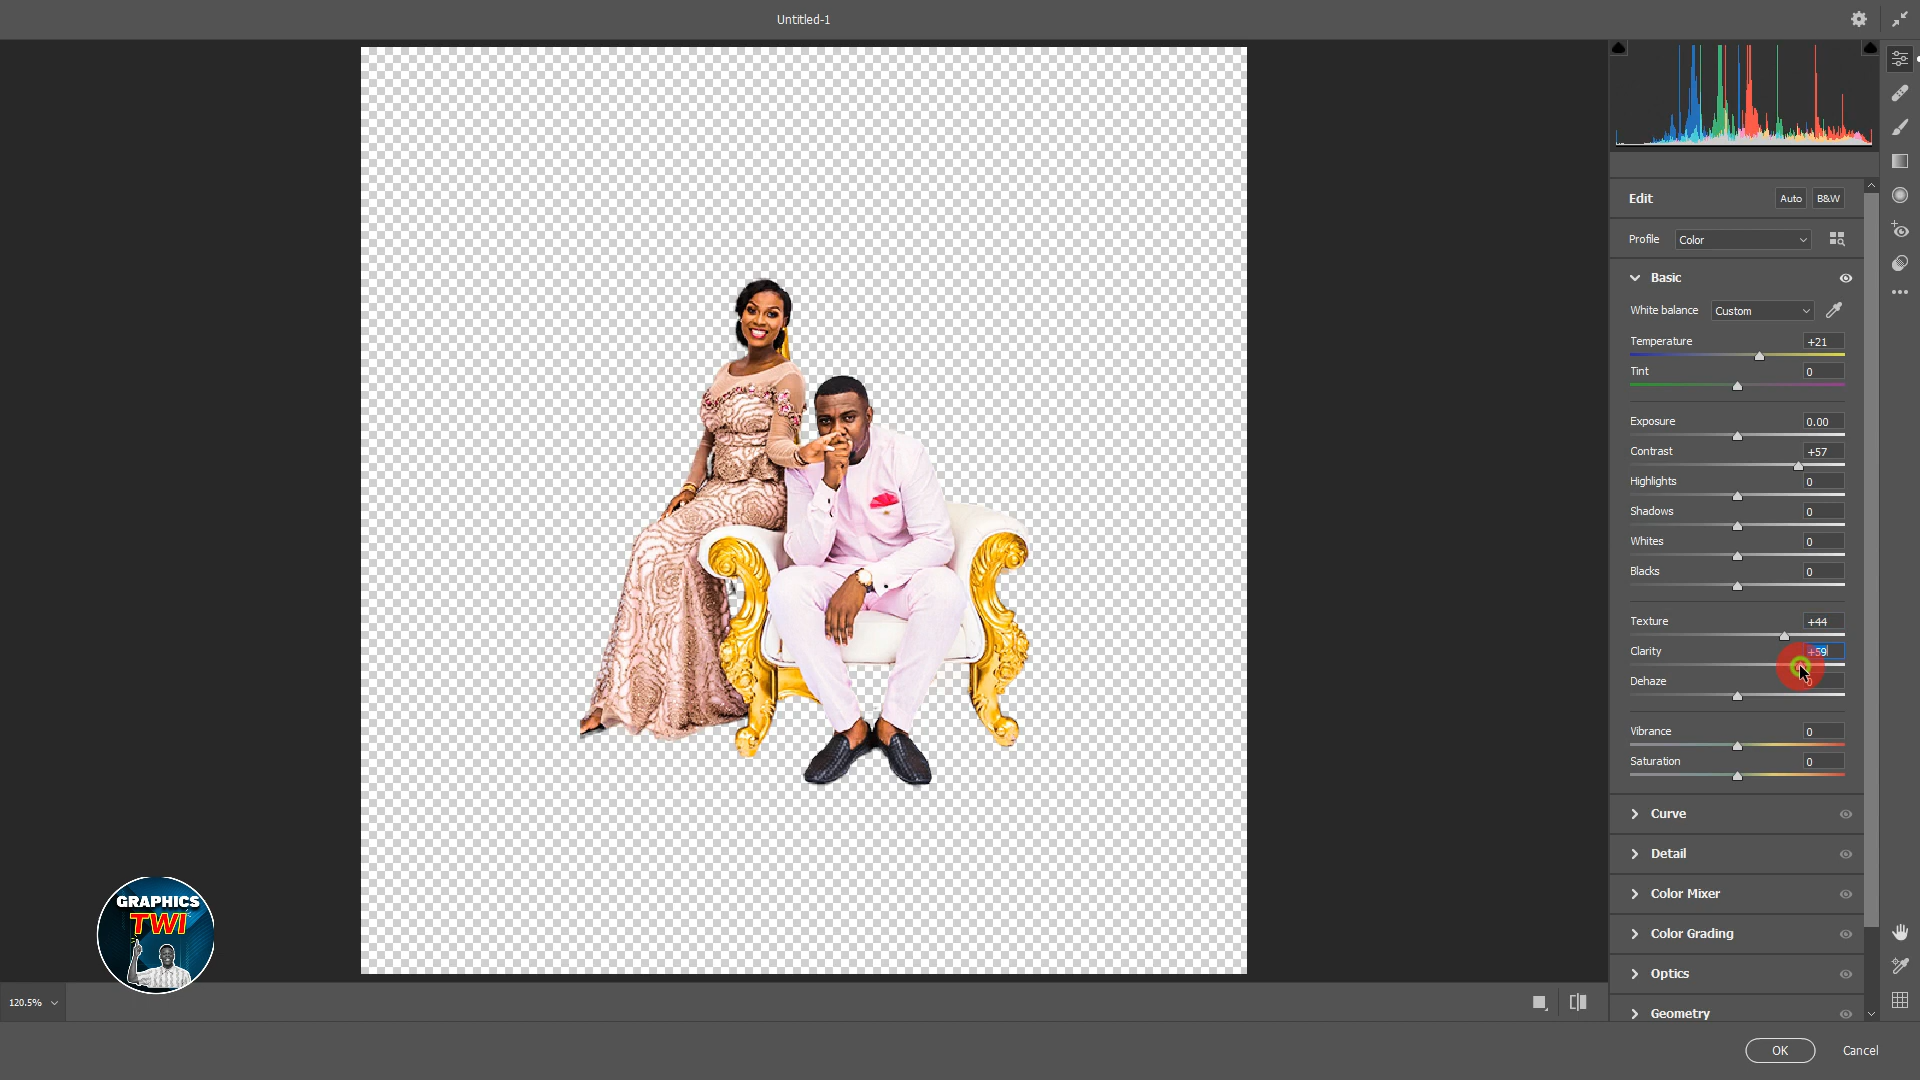 Untitled-1
Edit
Auto
B&W
Profile
Color
Basic
White balance
Custom
Temperature
+21
Tint
0
Exposure
0.00
Contrast
+57
Highlights
0
Shadows
0
Whites
0
Blacks
0
Texture
+44
Clarity
+59
Dehaze
Vibrance
0
Saturation
0
Curve
Detail
Color Mixer
Color Grading
Optics
Geometry
GRAPHICS
TWI
120.5%
OK
Cancel